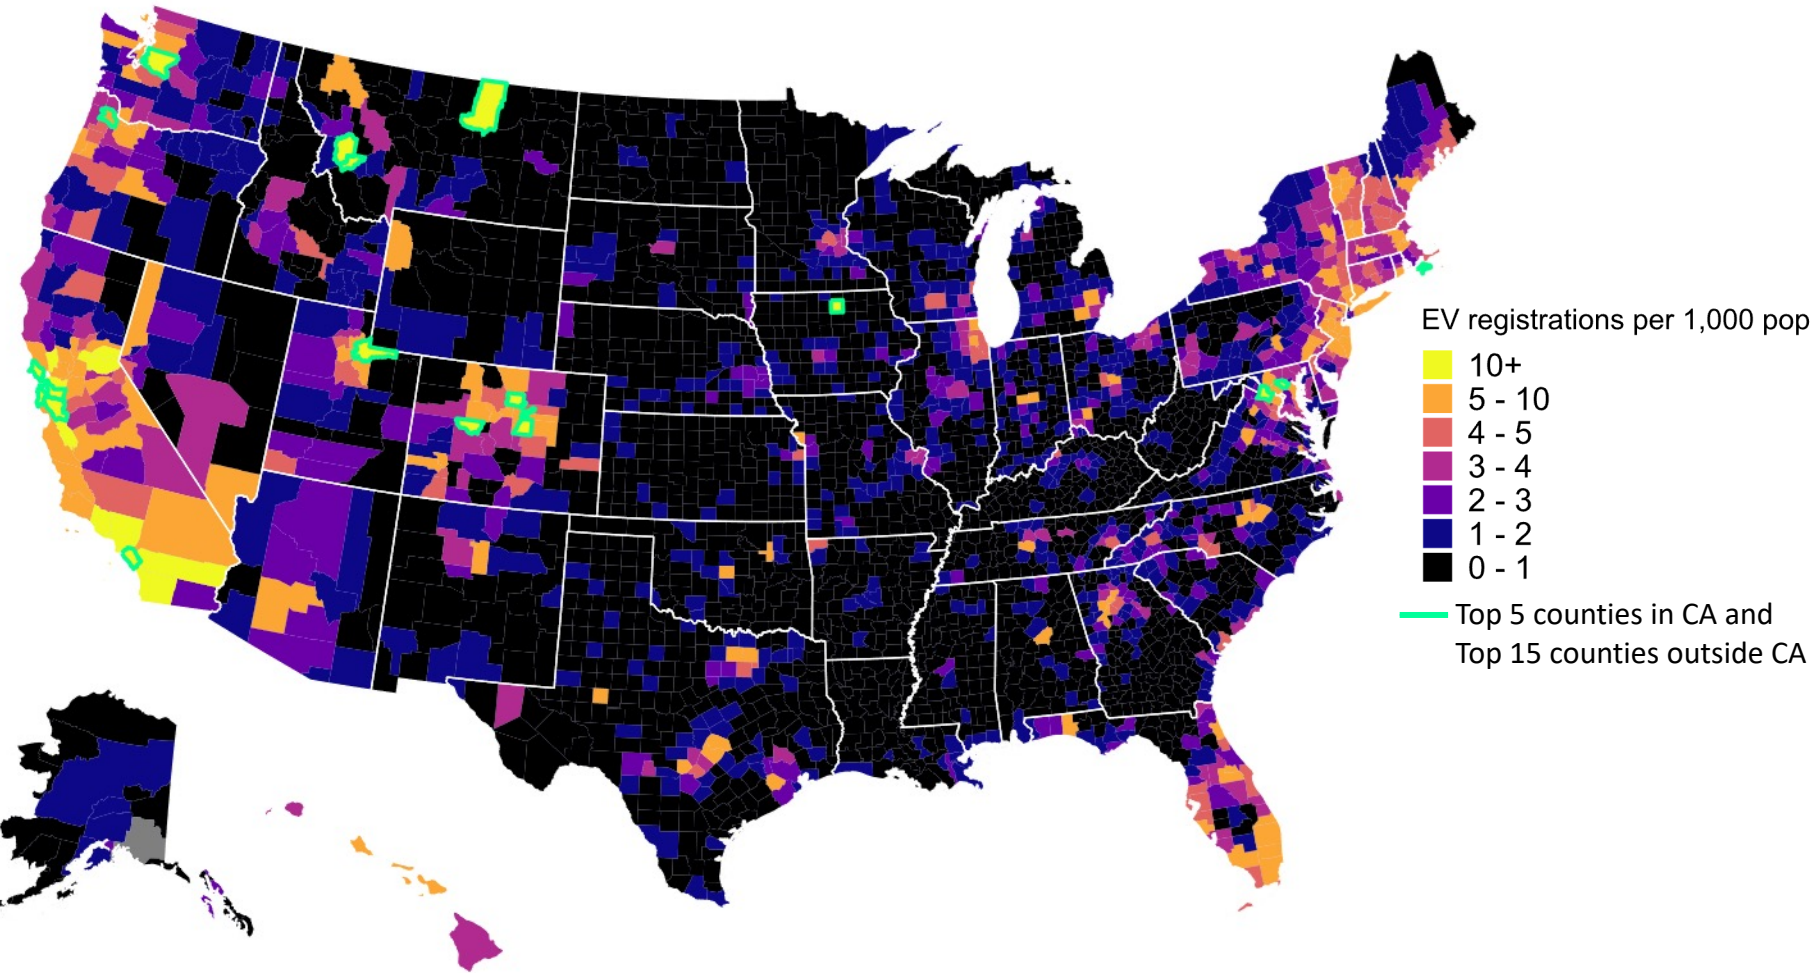 EV registrations per 1,000 pop
10+
5 - 10
4 - 5
3 - 4
2 - 3
1 - 2
0 - 1
Top 5 counties in CA and
Top 15 counties outside CA